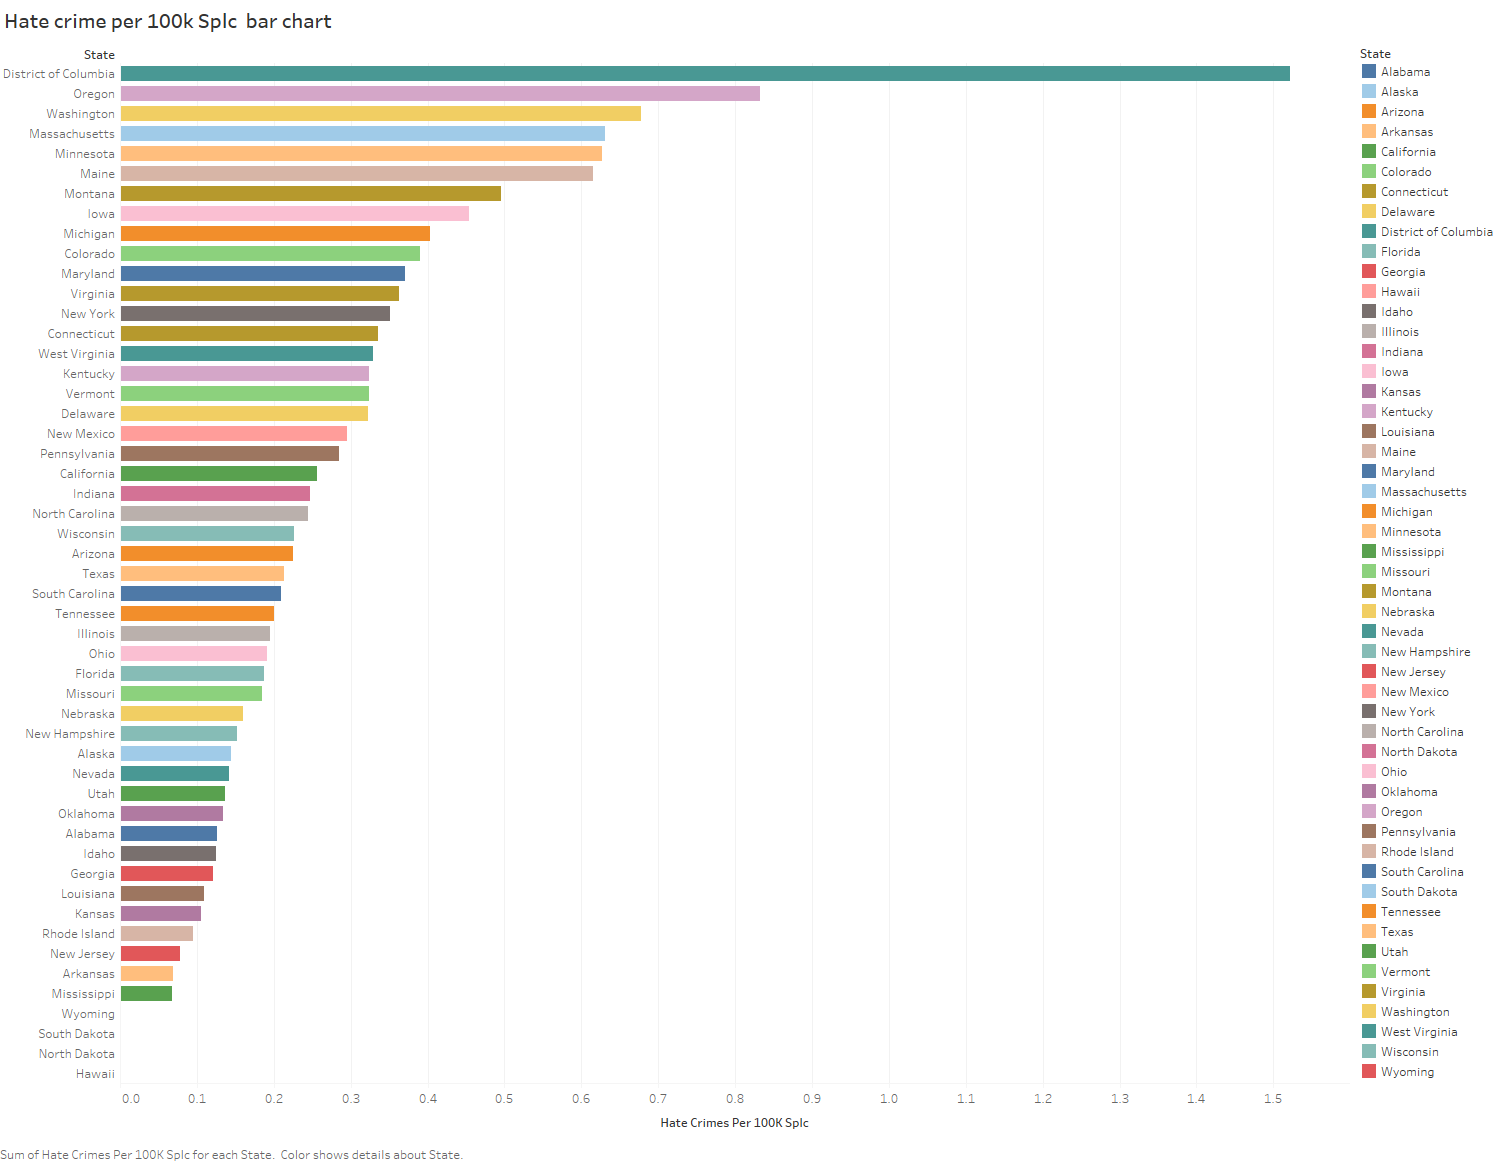 Hate crime per 100k Splc  bar chart
State
District of Columbia
Oregon
Washington
Massachusetts
Minnesota
Maine
Montana
Iowa
Michigan
Colorado
Maryland
Virginia
New York
Connecticut
West Virginia
Kentucky
Vermont
Delaware
New Mexico
Pennsylvania
California
Indiana
North Carolina
Wisconsin
Arizona
Texas
South Carolina
Tennessee
Illinois
Ohio
Florida
Missouri
Nebraska
New Hampshire
Alaska
Nevada
Utah
Oklahoma
Alabama
Idaho
Georgia
Louisiana
Kansas
Rhode Island
New Jersey
Arkansas
Mississippi
Wyoming
South Dakota
North Dakota
Hawaii
0.0 0.1 0.2 0.3 0.4 0.5 0.6 0.7 0.8 0.9 1.0 1.1 1.2 1.3 1.4 1.5
Hate Crimes Per 100K Splc
State
Alabama
Alaska
Arizona
Arkansas
California
Colorado
Connecticut
Delaware
District of Columbia
Florida
Georgia
Hawaii
Idaho
Illinois
Indiana
Iowa
Kansas
Kentucky
Louisiana
Maine
Maryland
Massachusetts
Michigan
Minnesota
Mississippi
Missouri
Montana
Nebraska
Nevada
New Hampshire
New Jersey
New Mexico
New York
North Carolina
North Dakota
Ohio
Oklahoma
Oregon
Pennsylvania
Rhode Island
South Carolina
South Dakota
Tennessee
Texas
Utah
Vermont
Virginia
Washington
West Virginia
Wisconsin
Wyoming
Sum of Hate Crimes Per 100K Splc for each State.  Color shows details about State.